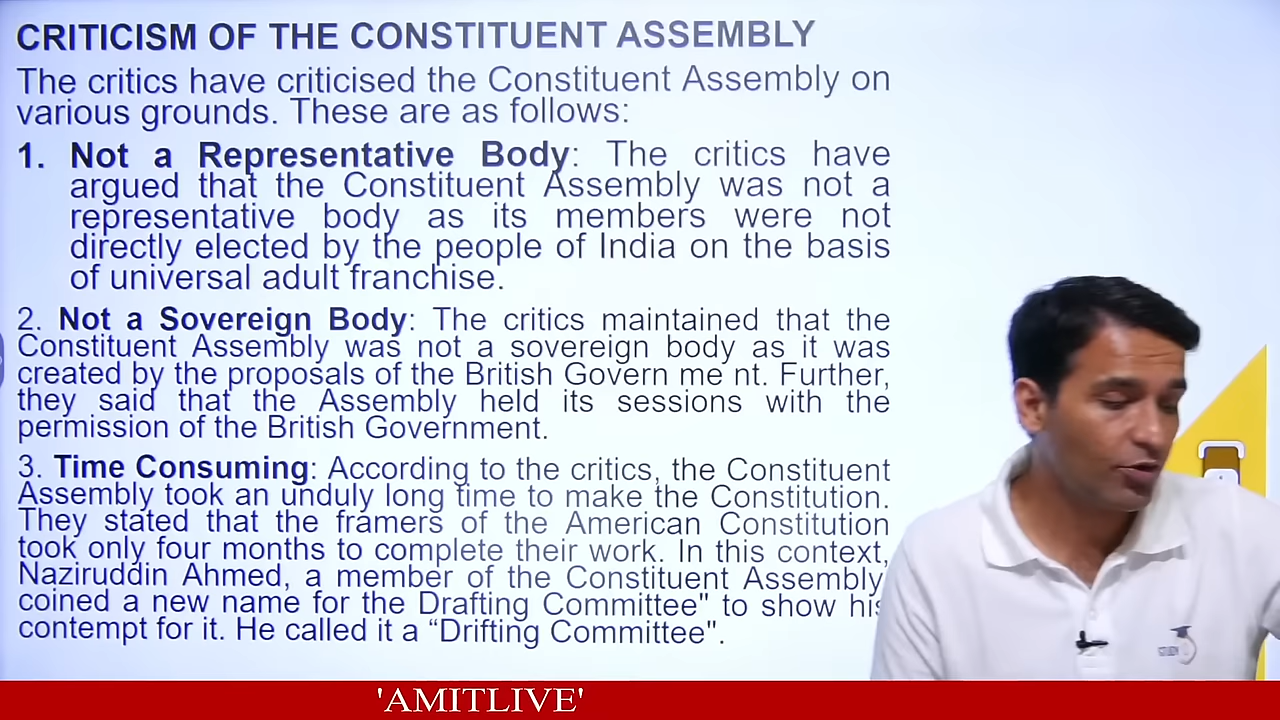 CRITICISM OF THE CONSTITUENT ASSEMBLY
The critics have criticised the Constituent Assembly on
various grounds. These are as follows:
1. Not a Representative Body: The critics have
argued that the Constituent Assembly was not a
representative body as its members were not
directly elected by the people of India on the basis
of universal adult franchise.
2. Not a Sovereign Body: The critics maintained that the
Constituent Assembly was not a sovereign body as it was
created by the proposals of the British Govern me nt. Further,
they said that the Assembly held its sessions with the
permission of the British Government.
3. Time Consuming: According to the critics, the Constituent
Assembly took an unduly long time to make the Constitution.
They stated that the framers of the American Constitution
took only four months to complete their work. In this context,
Naziruddin Ahmed, a member of the Constituent Assembly,
coined a new name for the Drafting Committee" to show his
contempt for it. He called it a “Drifting Committee".
STUDY
'AMITLIVE'